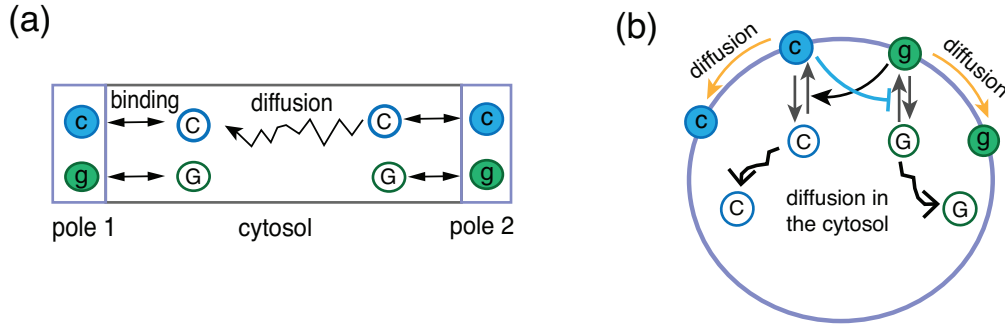 (a)
binding
diffusion
c
C
C
c
g
G
G
g
pole 1
cytosol
pole 2
(b)
c
g
diffusion
diffusion
c
g
C
G
C
G
diffusion in
the cytosol